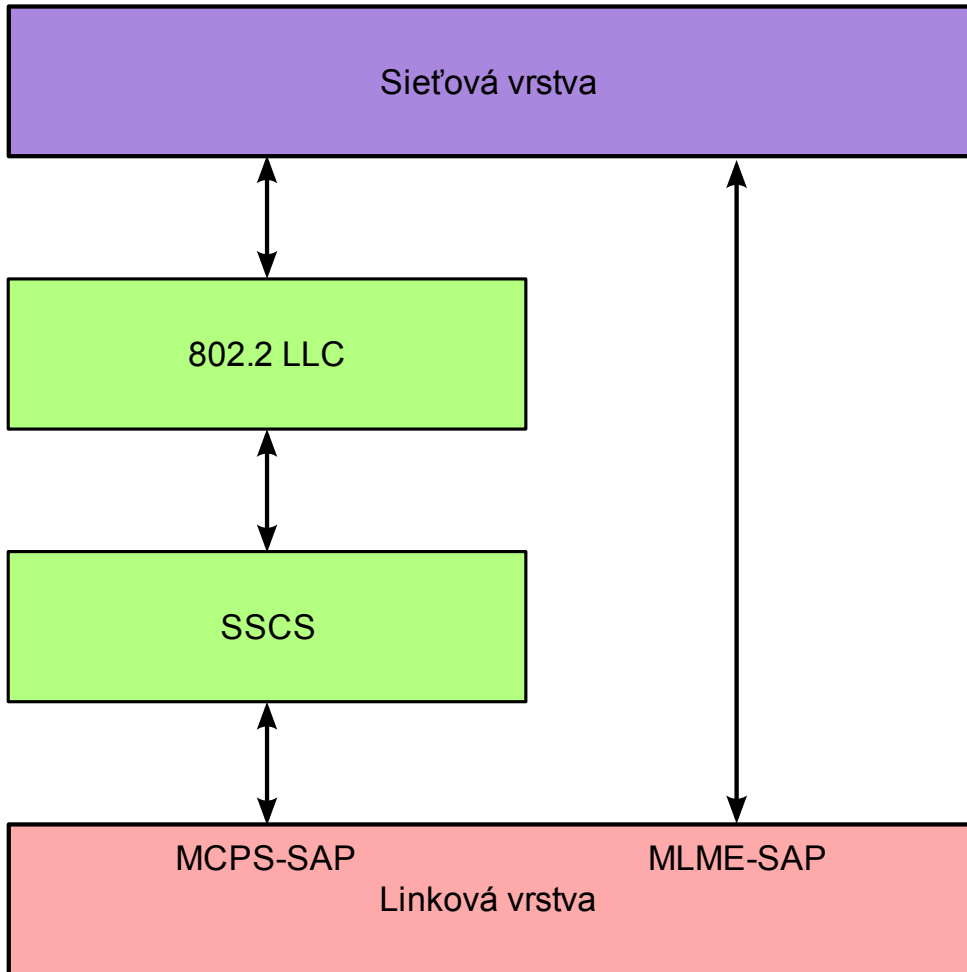 Sieťová vrstva
802.2 LLC
SSCS
MCPS-SAP
MLME-SAP
Linková vrstva